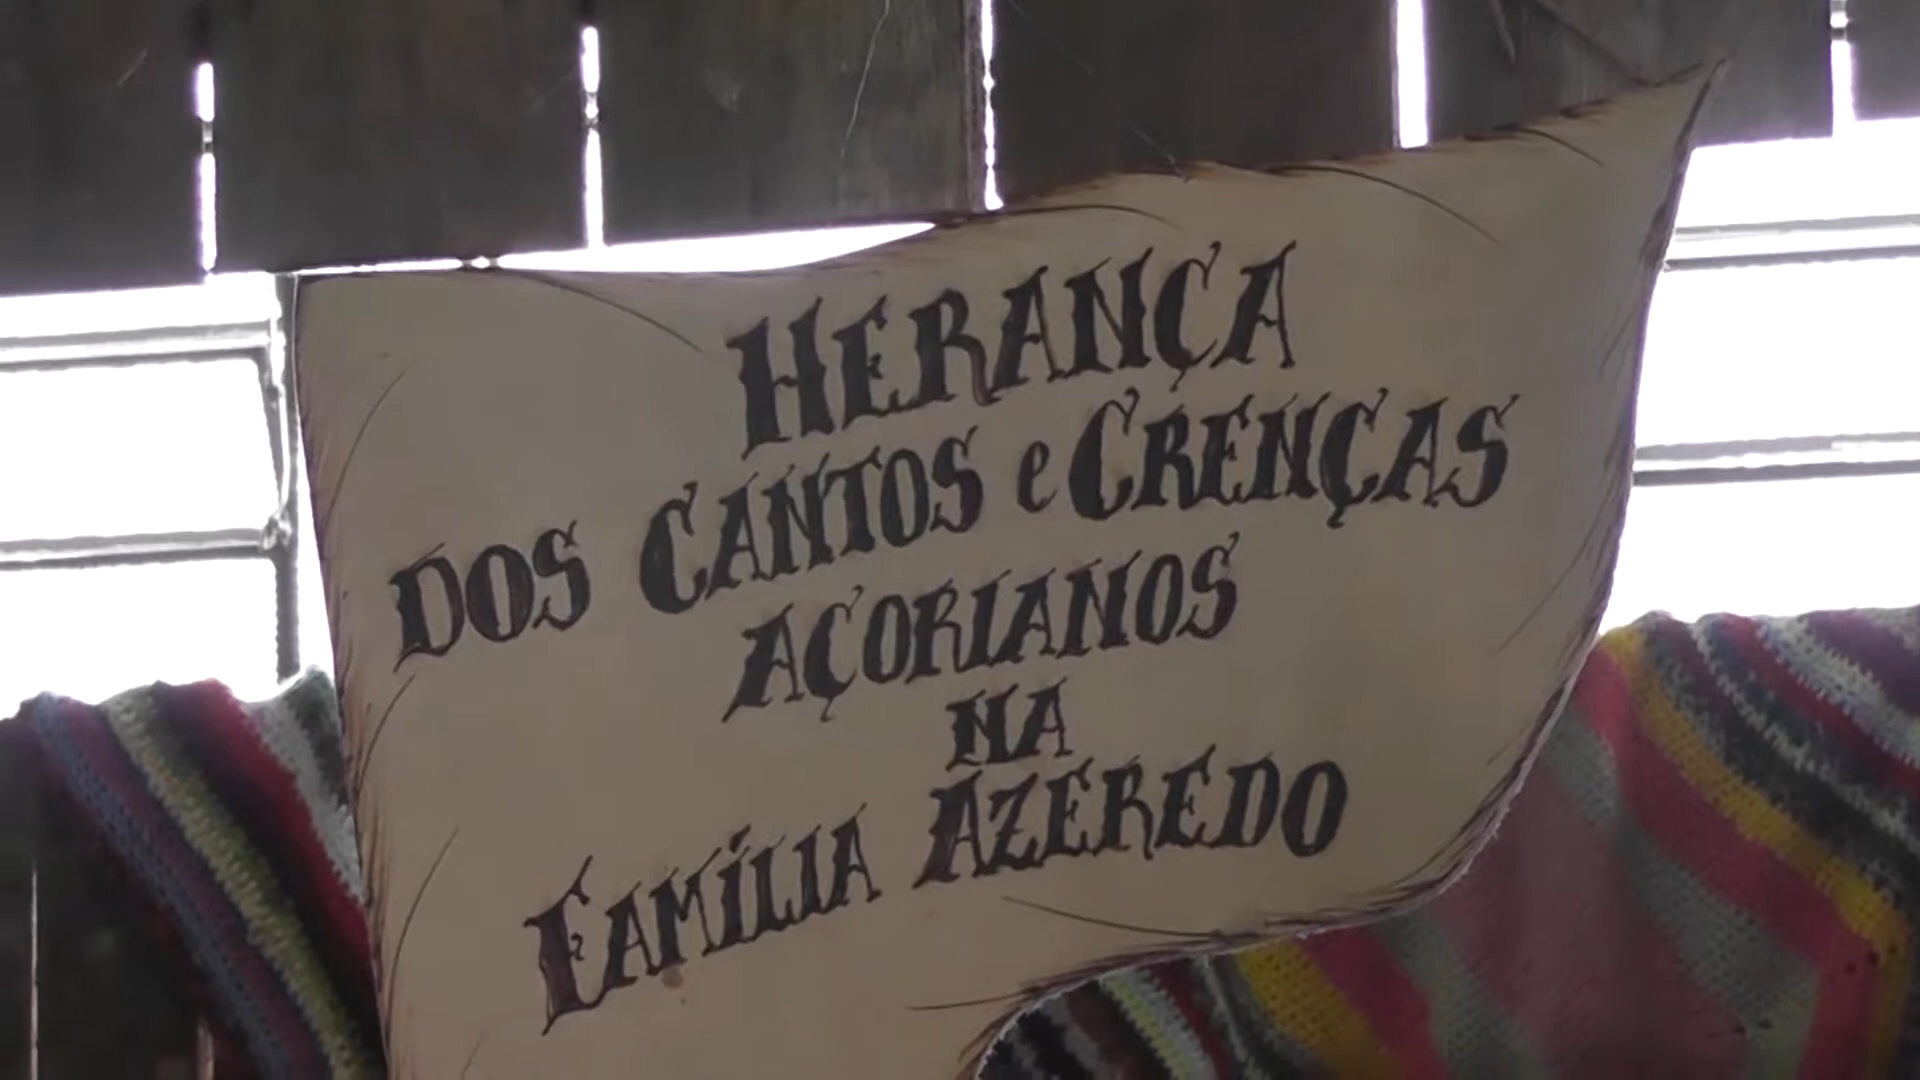 HERANÇA
DOS CANTOS e CRENÇAS
AÇORIANOS
NA
FAMÍLIA AZEREDO